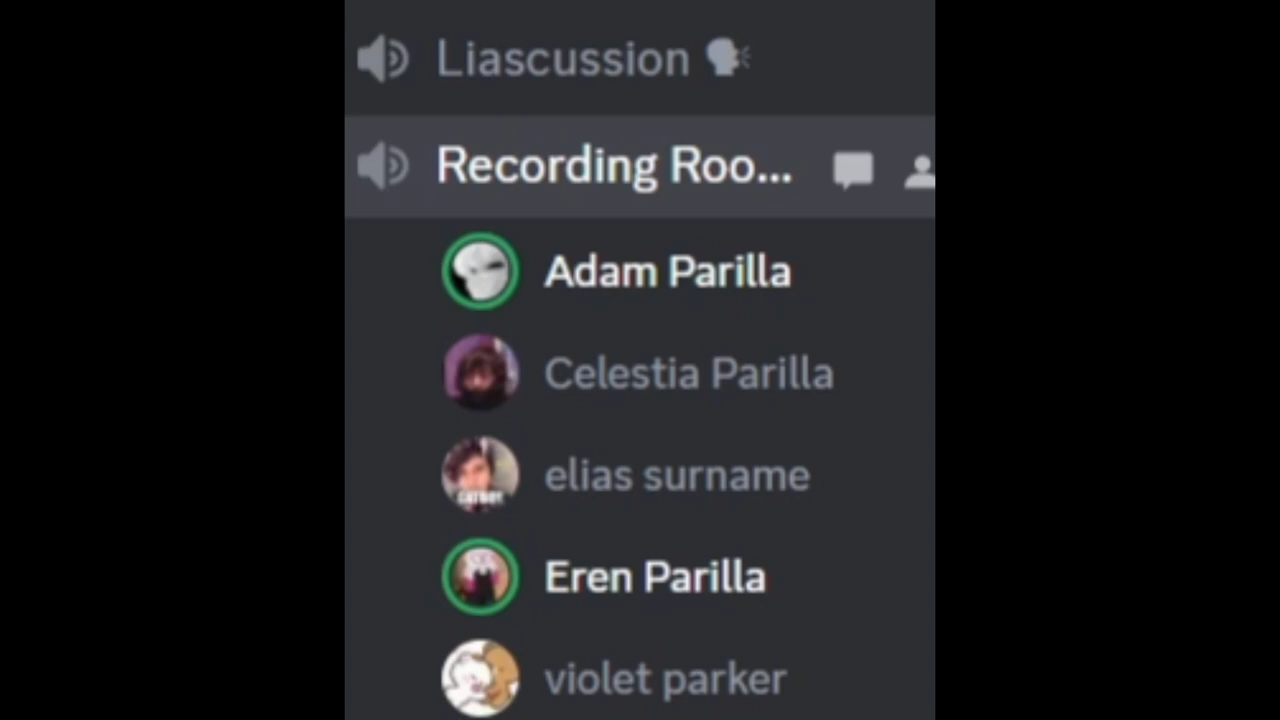 Liascussion 🗣
Recording Roo...
Adam Parilla
Celestia Parilla
elias surname
Eren Parilla
violet parker